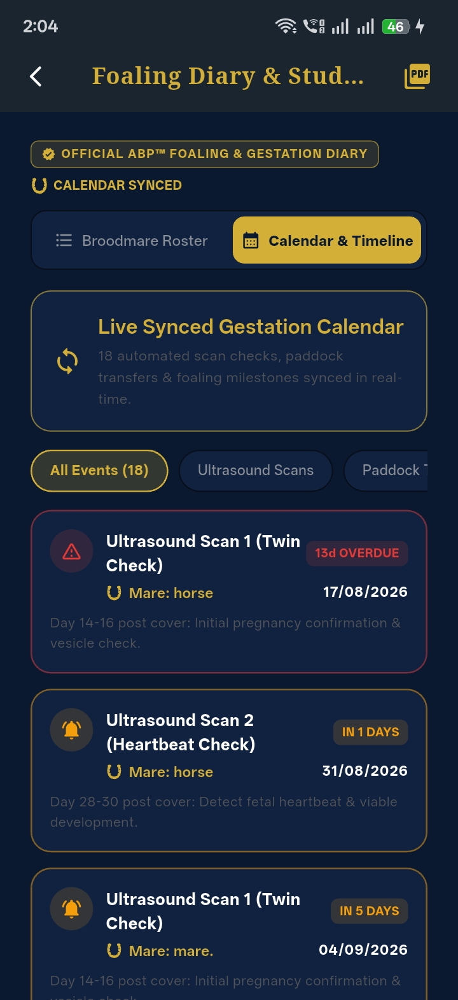 2:04
46
Foaling Diary & Stud...
PDF
OFFICIAL ABP™ FOALING & GESTATION DIARY
CALENDAR SYNCED
Broodmare Roster
Calendar & Timeline
Live Synced Gestation Calendar
18 automated scan checks, paddock
transfers & foaling milestones synced in real-
time.
All Events (18)
Ultrasound Scans
Paddock T
Ultrasound Scan 1 (Twin
Check)
13d OVERDUE
Mare: horse
17/08/2026
Day 14-16 post cover: Initial pregnancy confirmation &
vesicle check.
Ultrasound Scan 2
(Heartbeat Check)
IN 1 DAYS
Mare: horse
31/08/2026
Day 28-30 post cover: Detect fetal heartbeat & viable
development.
Ultrasound Scan 1 (Twin
Check)
IN 5 DAYS
Mare: mare.
04/09/2026
Day 14-16 post cover: Initial pregnancy confirmation &
vesicle check.